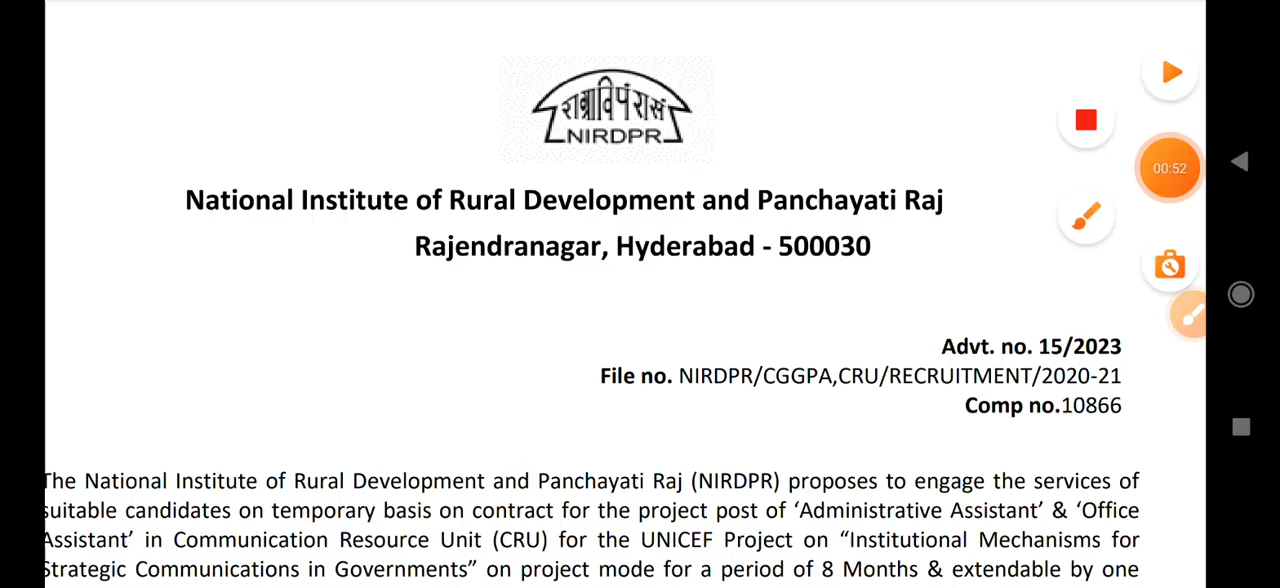 राग्राविपंरासं
NIRDPR
National Institute of Rural Development and Panchayati Raj
Rajendranagar, Hyderabad - 500030
Advt. no. 15/2023
File no. NIRDPR/CGGPA,CRU/RECRUITMENT/2020-21
Comp no.10866
The National Institute of Rural Development and Panchayati Raj (NIRDPR) proposes to engage the services of
suitable candidates on temporary basis on contract for the project post of ‘Administrative Assistant’ & ‘Office
Assistant’ in Communication Resource Unit (CRU) for the UNICEF Project on “Institutional Mechanisms for
Strategic Communications in Governments” on project mode for a period of 8 Months & extendable by one
00:52